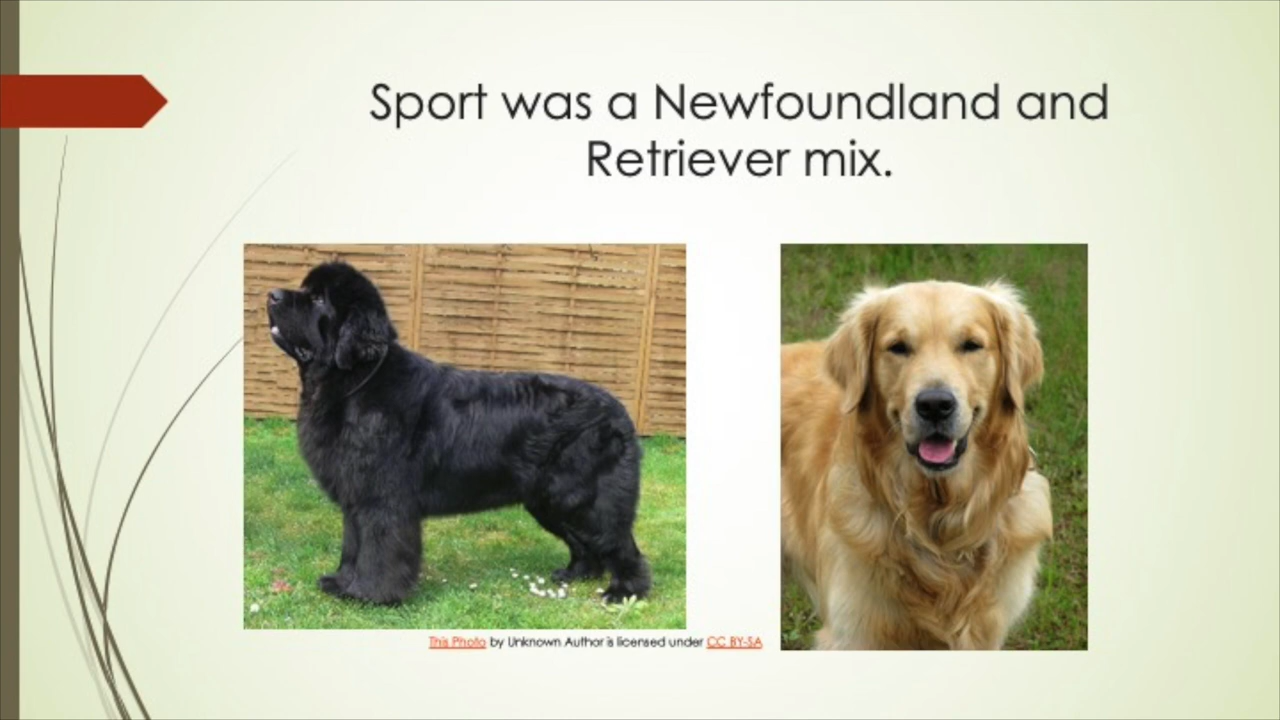 Sport was a Newfoundland and
Retriever mix.
This Photo by Unknown Author is licensed under CC BY-SA